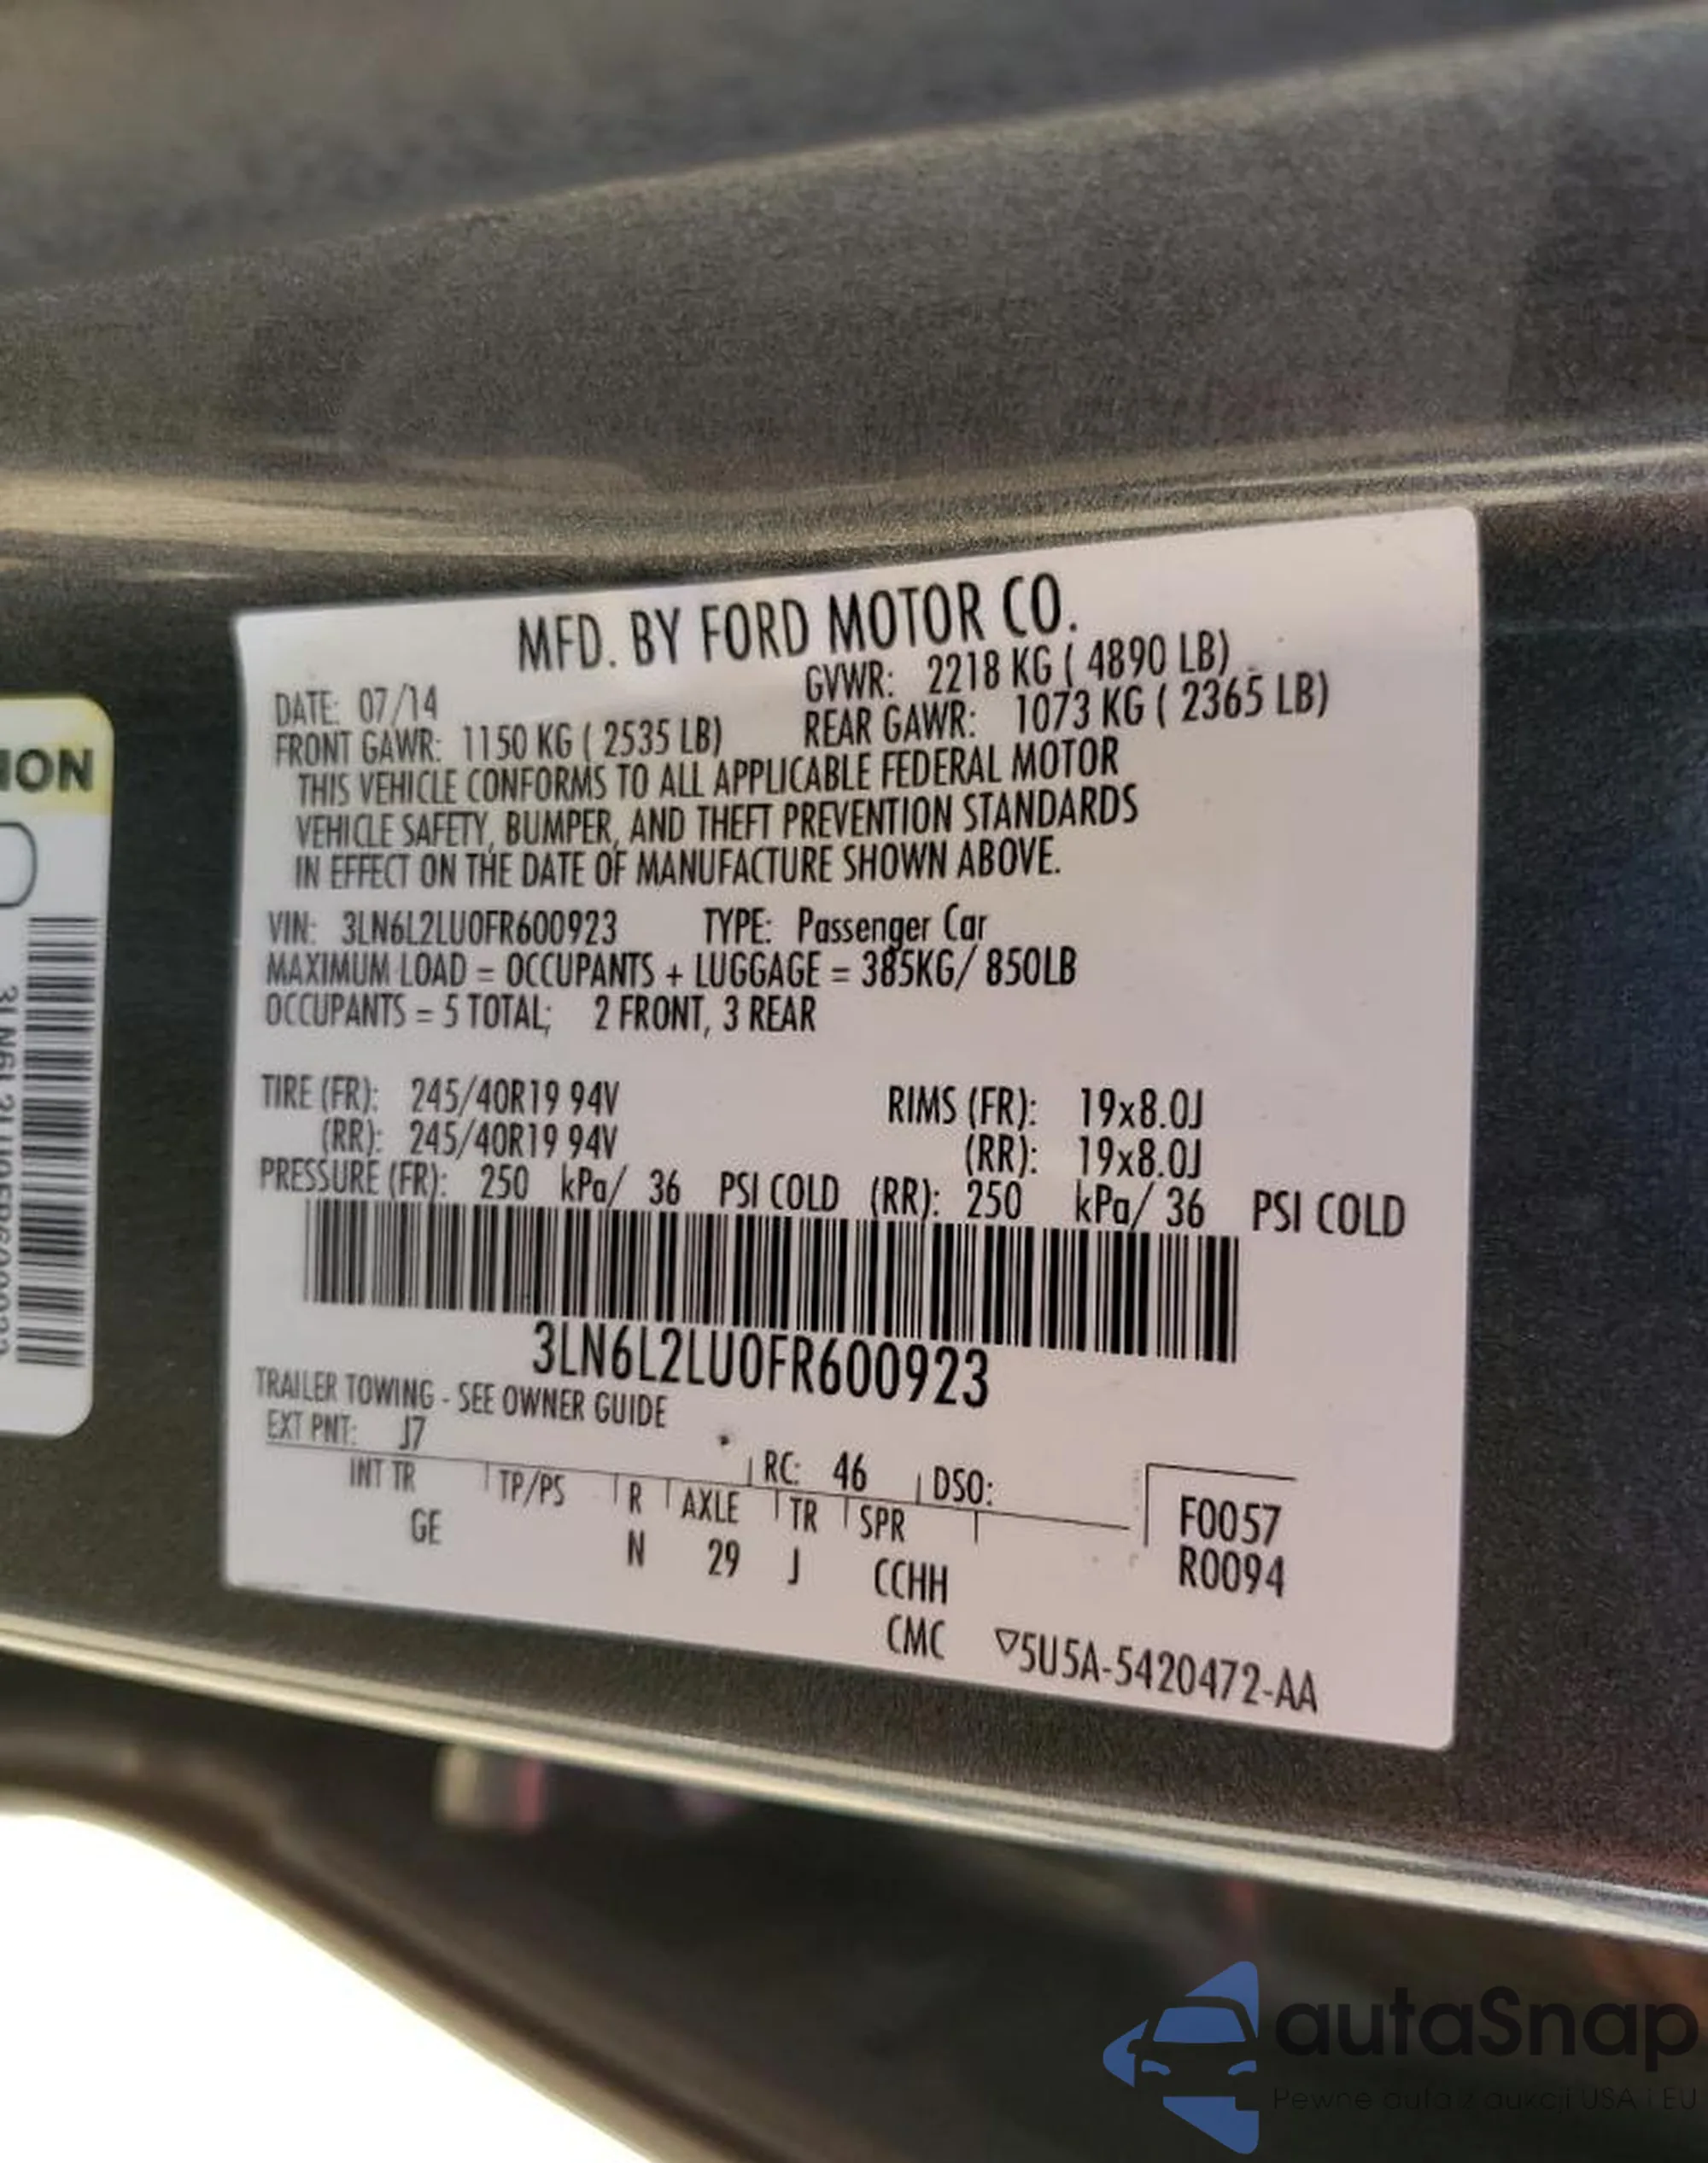 MFD. BY FORD MOTOR CO.
DATE: 07/14 GVWR: 2218 KG ( 4890 LB)
FRONT GAWR: 1150 KG ( 2535 LB) REAR GAWR: 1073 KG ( 2365 LB)
THIS VEHICLE CONFORMS TO ALL APPLICABLE FEDERAL MOTOR
VEHICLE SAFETY, BUMPER, AND THEFT PREVENTION STANDARDS
IN EFFECT ON THE DATE OF MANUFACTURE SHOWN ABOVE.
VIN: 3LN6L2LU0FR600923 TYPE: Passenger Car
MAXIMUM LOAD = OCCUPANTS + LUGGAGE = 385KG/ 850LB
OCCUPANTS = 5 TOTAL; 2 FRONT, 3 REAR
TIRE (FR): 245/40R19 94V RIMS (FR): 19x8.0J
(RR): 245/40R19 94V (RR): 19x8.0J
PRESSURE (FR): 250 kPa/ 36 PSI COLD (RR): 250 kPa/ 36 PSI COLD
3LN6L2LU0FR600923
TRAILER TOWING - SEE OWNER GUIDE
EXT PNT: J7 RC: 46 DSO:
INT TR TP/PS R AXLE TR SPR F0057
GE N 29 J CCHH R0094
CMC ▽5U5A-5420472-AA
ION
3LN6L2LU0FR600923
autaSnap
Pewne auta z aukcji USA i EU